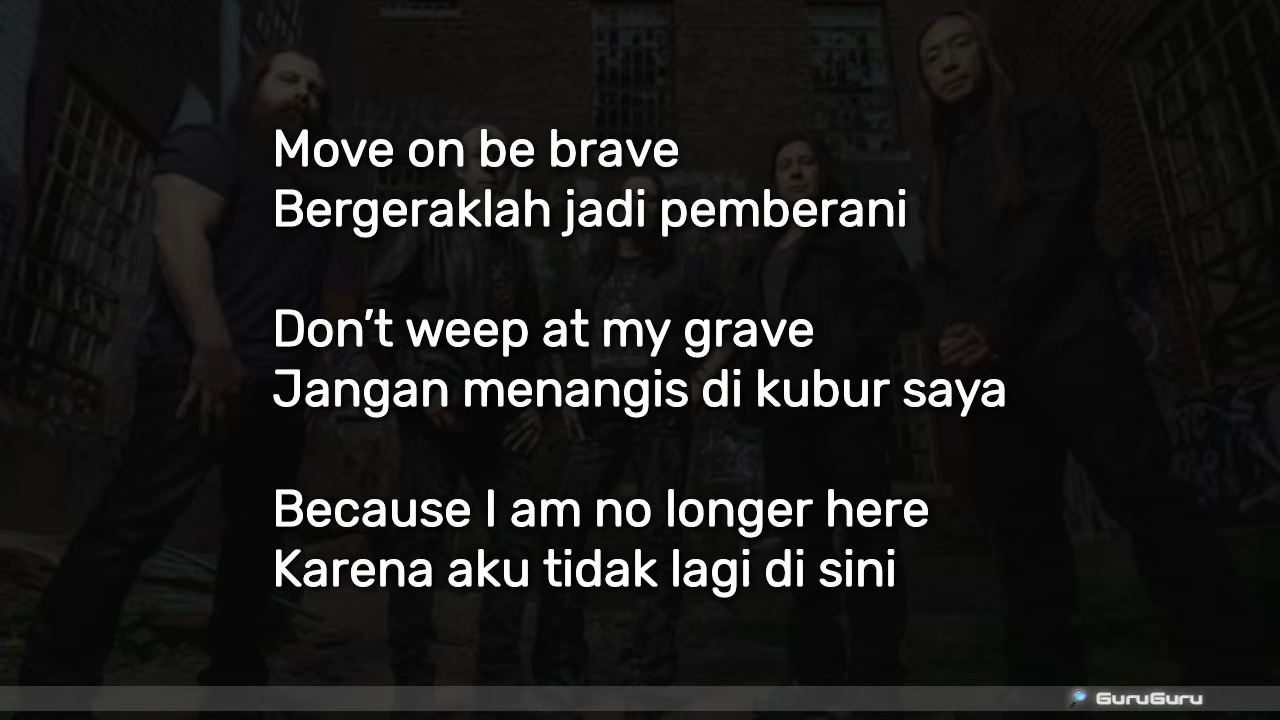 Move on be brave
Bergeraklah jadi pemberani
Don’t weep at my grave
Jangan menangis di kubur saya
Because I am no longer here
Karena aku tidak lagi di sini
GuruGuru